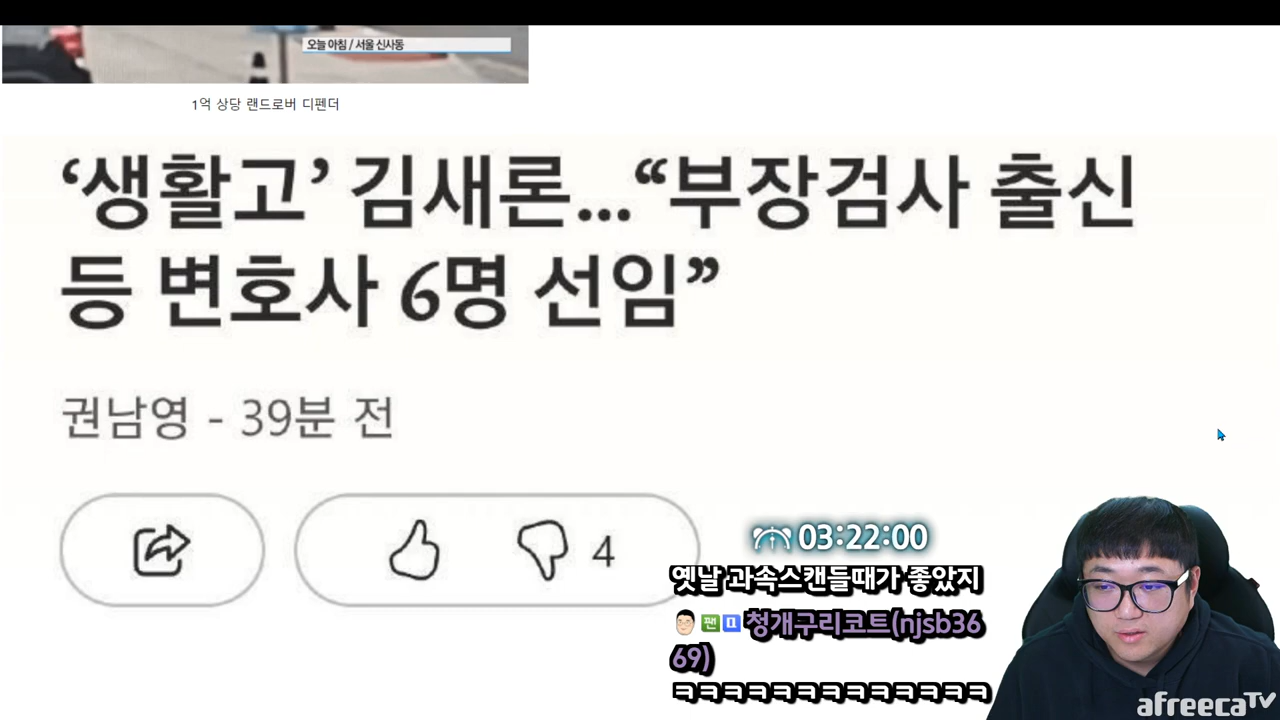 오늘 아침 / 서울 신사동
1억 상당 랜드로버 디펜더
‘생활고’ 김새론...“부장검사 출신
등 변호사 6명 선임”
권남영 - 39분 전
4
03:22:00
옛날 과속스캔들때가 좋았지
팬 청개구리코트(njsb36
69)
ㅋㅋㅋㅋㅋㅋㅋㅋㅋㅋㅋㅋㅋ
afreecaTV